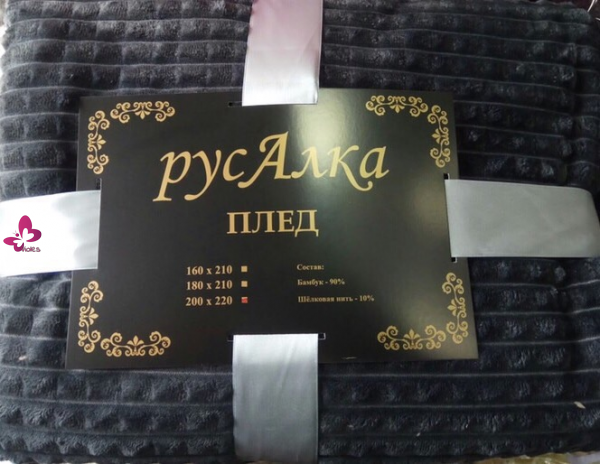 русАлка
ПЛЕД
160 x 210
180 x 210
200 x 220
Состав:
Бамбук - 90%
Шёлковая нить - 10%